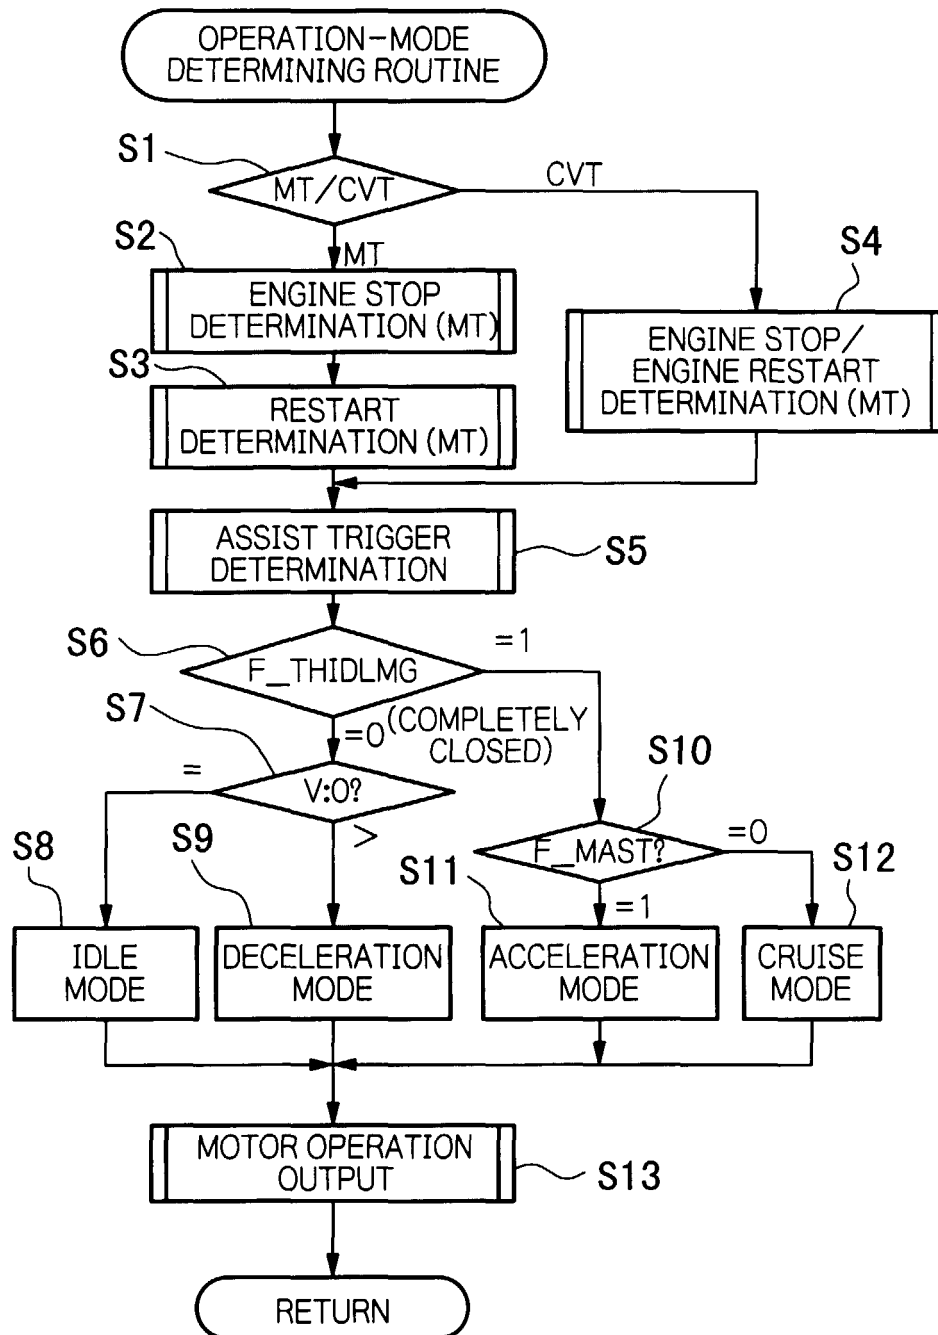 OPERATION-MODE
DETERMINING ROUTINE
S1
MT/CVT
CVT
MT
S2
ENGINE STOP
DETERMINATION (MT)
S4
ENGINE STOP/
ENGINE RESTART
DETERMINATION (MT)
S3
RESTART
DETERMINATION (MT)
ASSIST TRIGGER
DETERMINATION
S5
S6
F_THIDLMG
=1
=0
(COMPLETELY
CLOSED)
S7
V:0?
=
>
S10
F_MAST?
=0
=1
S8
IDLE
MODE
S9
DECELERATION
MODE
S11
ACCELERATION
MODE
S12
CRUISE
MODE
MOTOR OPERATION
OUTPUT
S13
RETURN